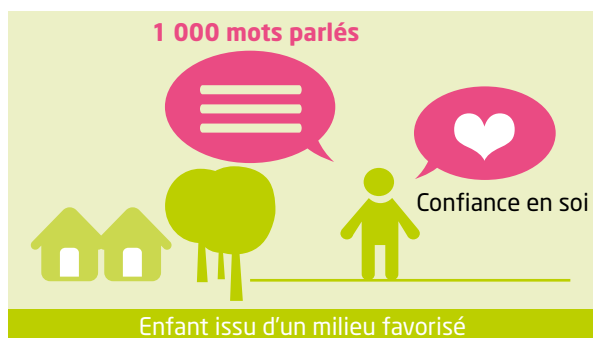 1 000 mots parlés
Confiance en soi
Enfant issu d'un milieu favorisé